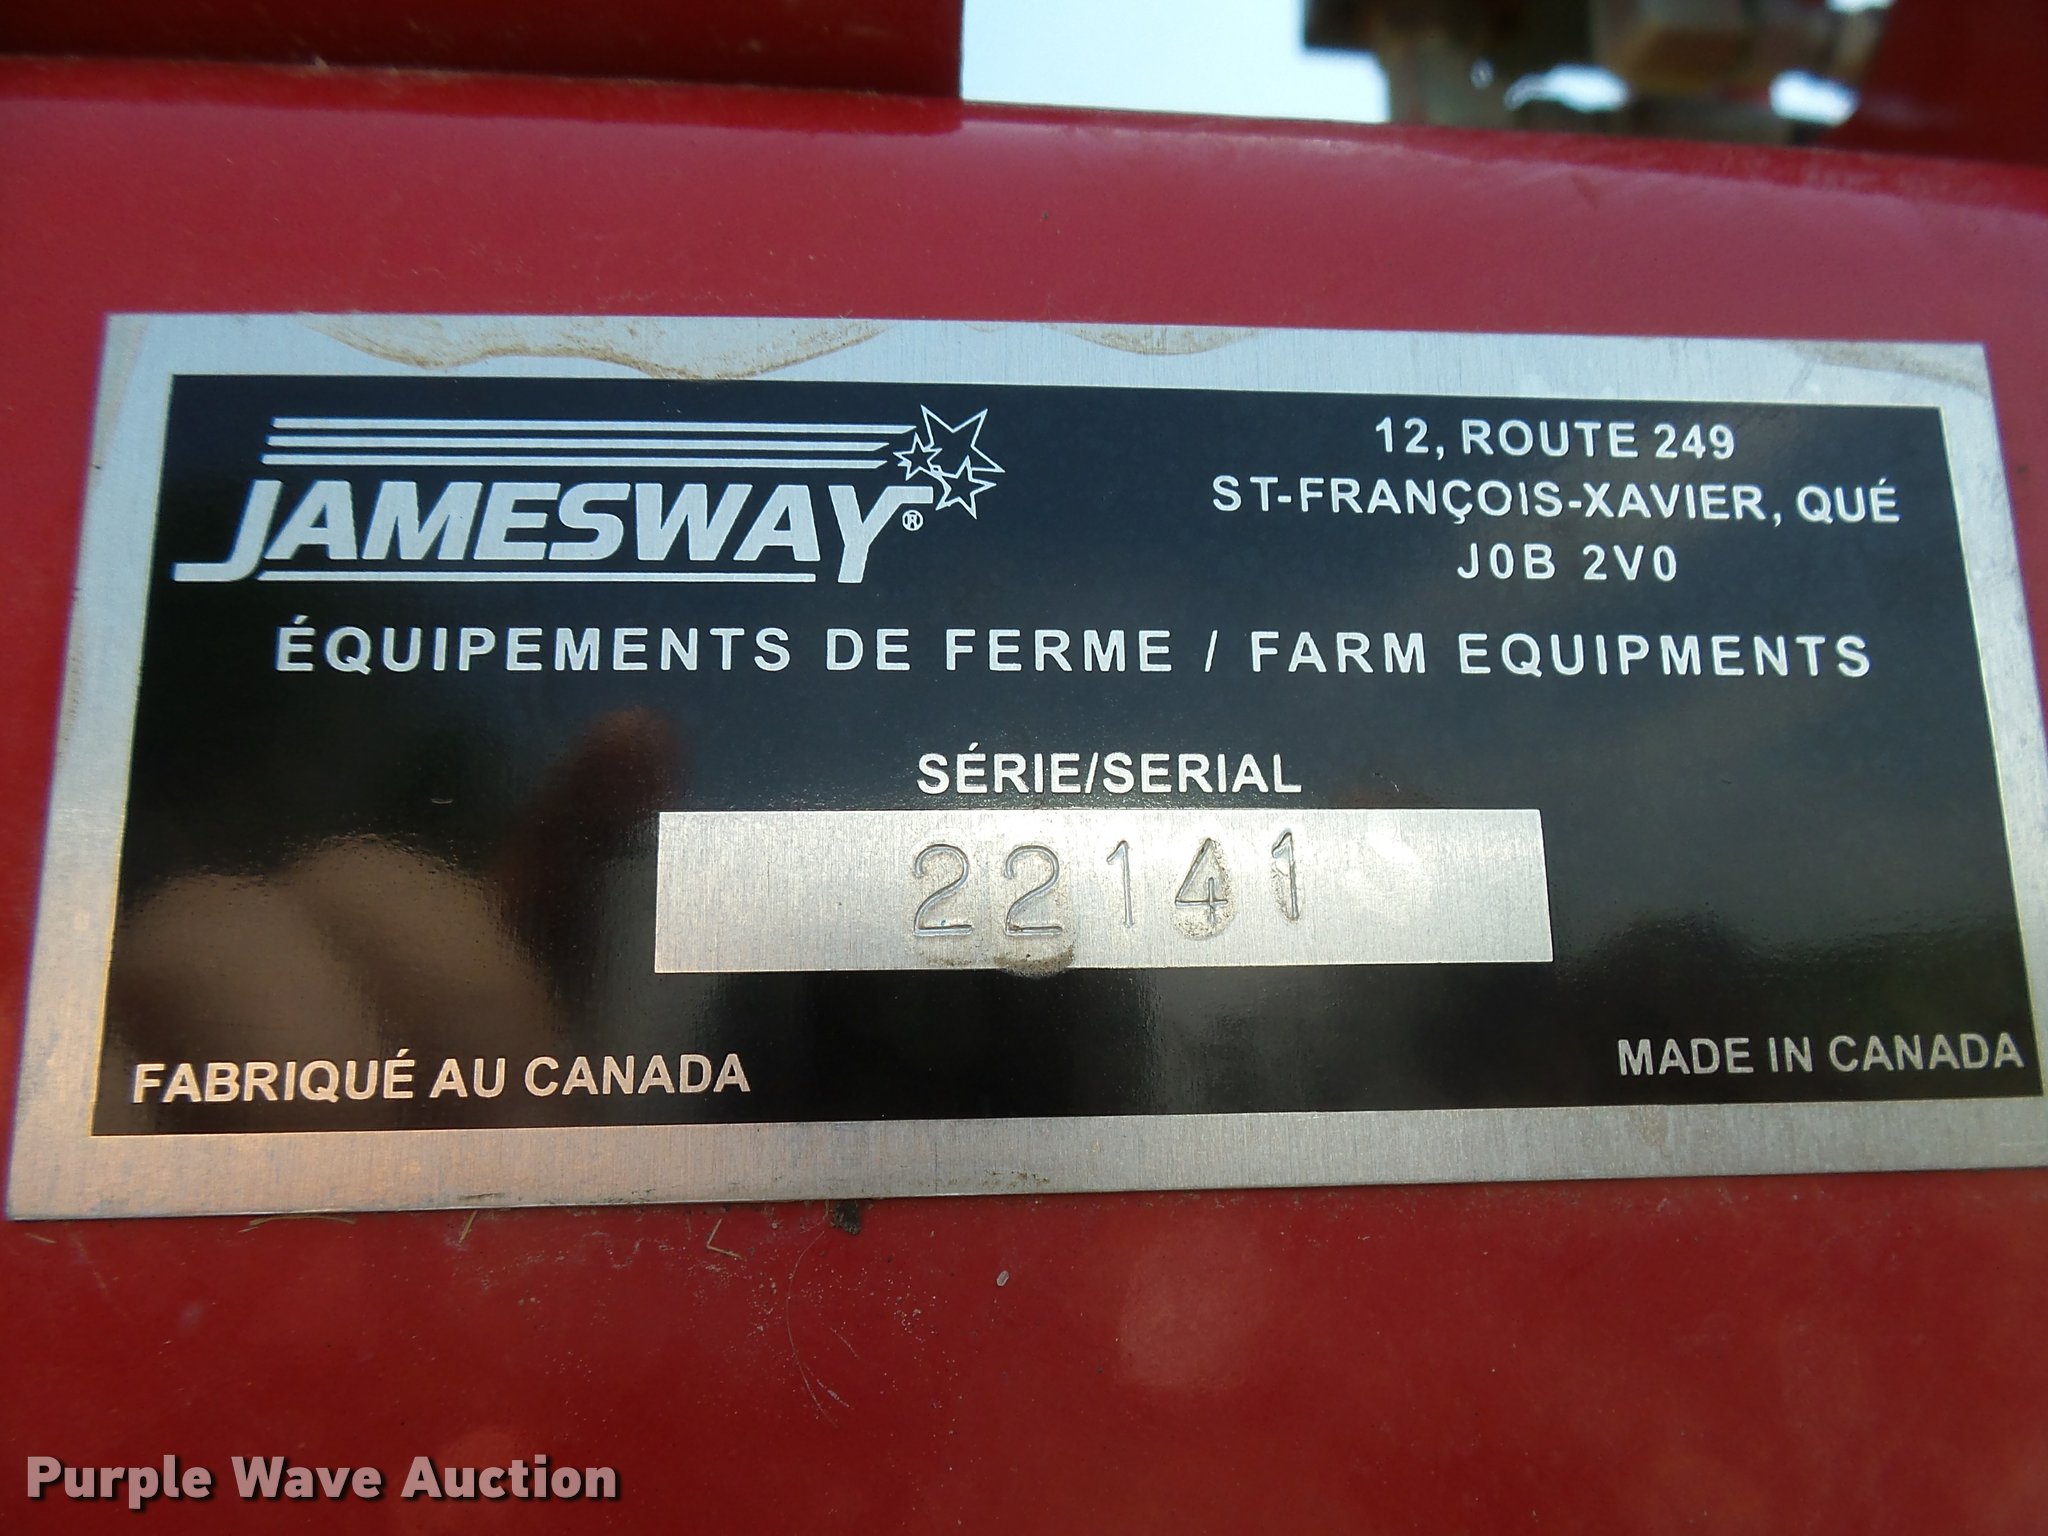 JAMESWAY®
12, ROUTE 249
ST-FRANÇOIS-XAVIER, QUÉ
J0B 2V0
ÉQUIPEMENTS DE FERME / FARM EQUIPMENTS
SÉRIE/SERIAL
22141
FABRIQUÉ AU CANADA
MADE IN CANADA
Purple Wave Auction